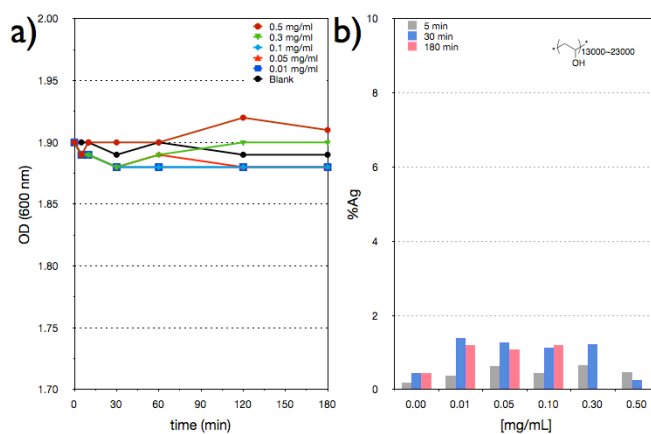 a)
2.00
1.95
1.90
1.85
1.80
1.75
1.70
OD (600 nm)
0.5 mg/ml
0.3 mg/ml
0.1 mg/ml
0.05 mg/ml
0.01 mg/ml
Blank
0 30 60 90 120 150 180
time (min)
b)
10
8
6
4
2
0
%Ag
5 min
30 min
180 min
13000~23000
OH
0.00 0.01 0.05 0.10 0.30 0.50
[mg/mL]